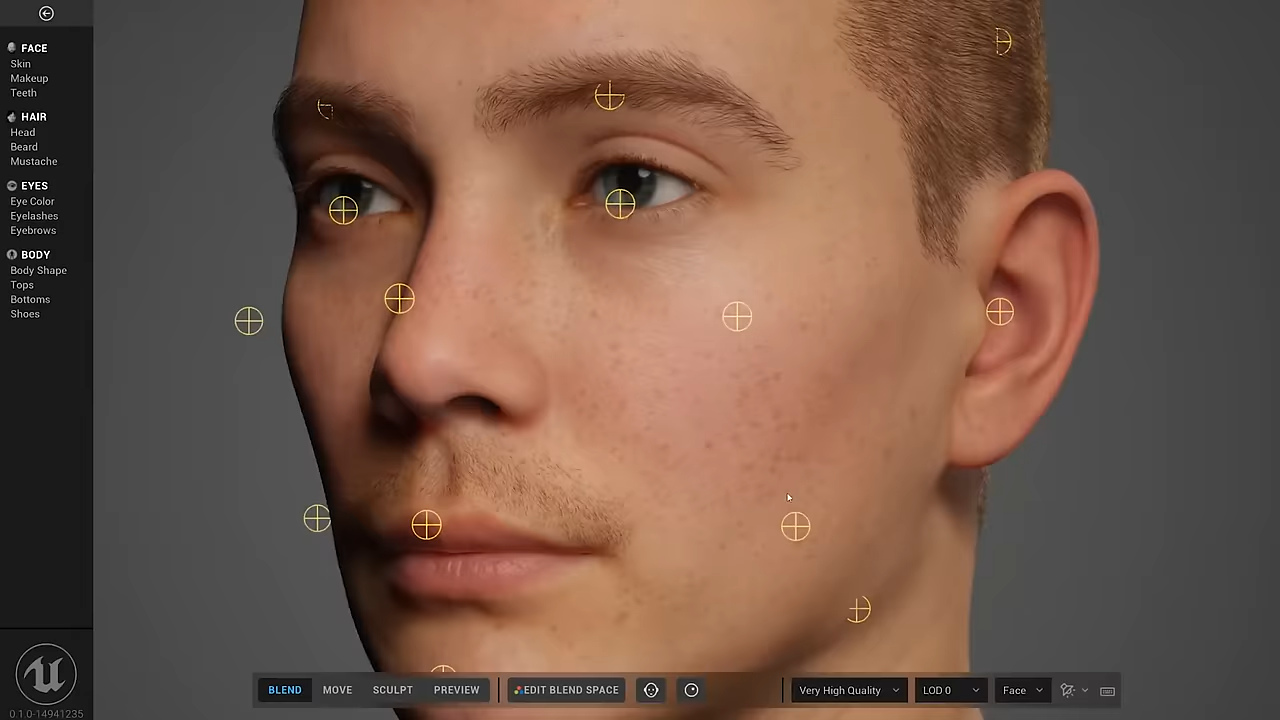 FACE
Skin
Makeup
Teeth
HAIR
Head
Beard
Mustache
EYES
Eye Color
Eyelashes
Eyebrows
BODY
Body Shape
Tops
Bottoms
Shoes
0.1.0-14941235
BLEND MOVE SCULPT PREVIEW EDIT BLEND SPACE Very High Quality LOD 0 Face